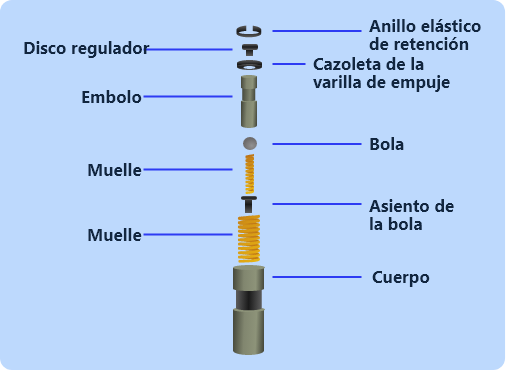 Anillo elástico
de retención
Disco regulador
Cazoleta de la
varilla de empuje
Embolo
Bola
Muelle
Asiento de
la bola
Muelle
Cuerpo